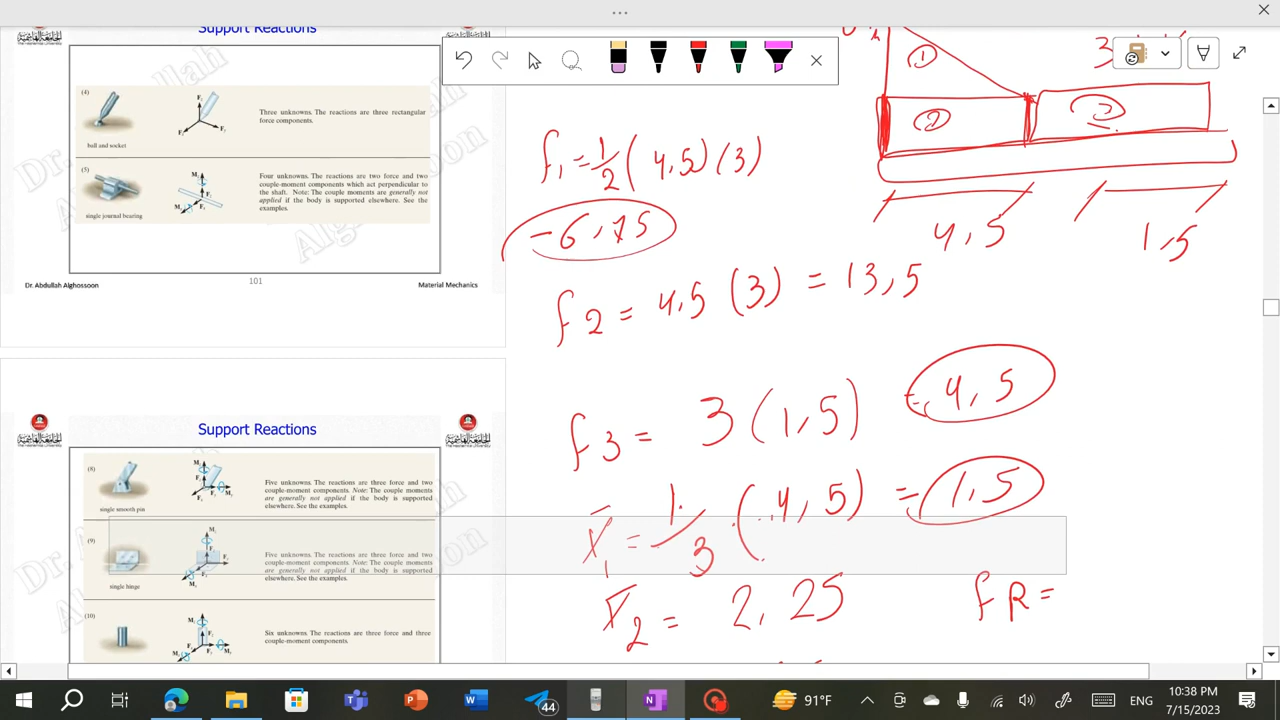 Support Reactions
(4)
ball and socket
Three unknowns. The reactions are three rectangular
force components.
(5)
single journal bearing
Four unknowns. The reactions are two force and two
couple-moment components which act perpendicular to
the shaft. Note: The couple moments are generally not
applied if the body is supported elsewhere. See the
examples.
Dr. Abdullah Alghossoon
101
Material Mechanics
Support Reactions
(8)
single smooth pin
Five unknowns. The reactions are three force and two
couple-moment components. Note: The couple moments
are generally not applied if the body is supported
elsewhere. See the examples.
(9)
single hinge
Five unknowns. The reactions are three force and two
couple-moment components. Note: The couple moments
are generally not applied if the body is supported
elsewhere. See the examples.
(10)
Six unknowns. The reactions are three force and three
couple-moment components.
1
2
4,5
1,5
f1 = 1/2 (4,5) (3)
6,75
f2 = 4,5 (3) = 13,5
f3 = 3 (1,5)
4,5
x̄1 = 1/3 (4,5) = 1,5
x̄2 = 2,25
fR =
44
91°F
ENG
10:38 PM
7/15/2023